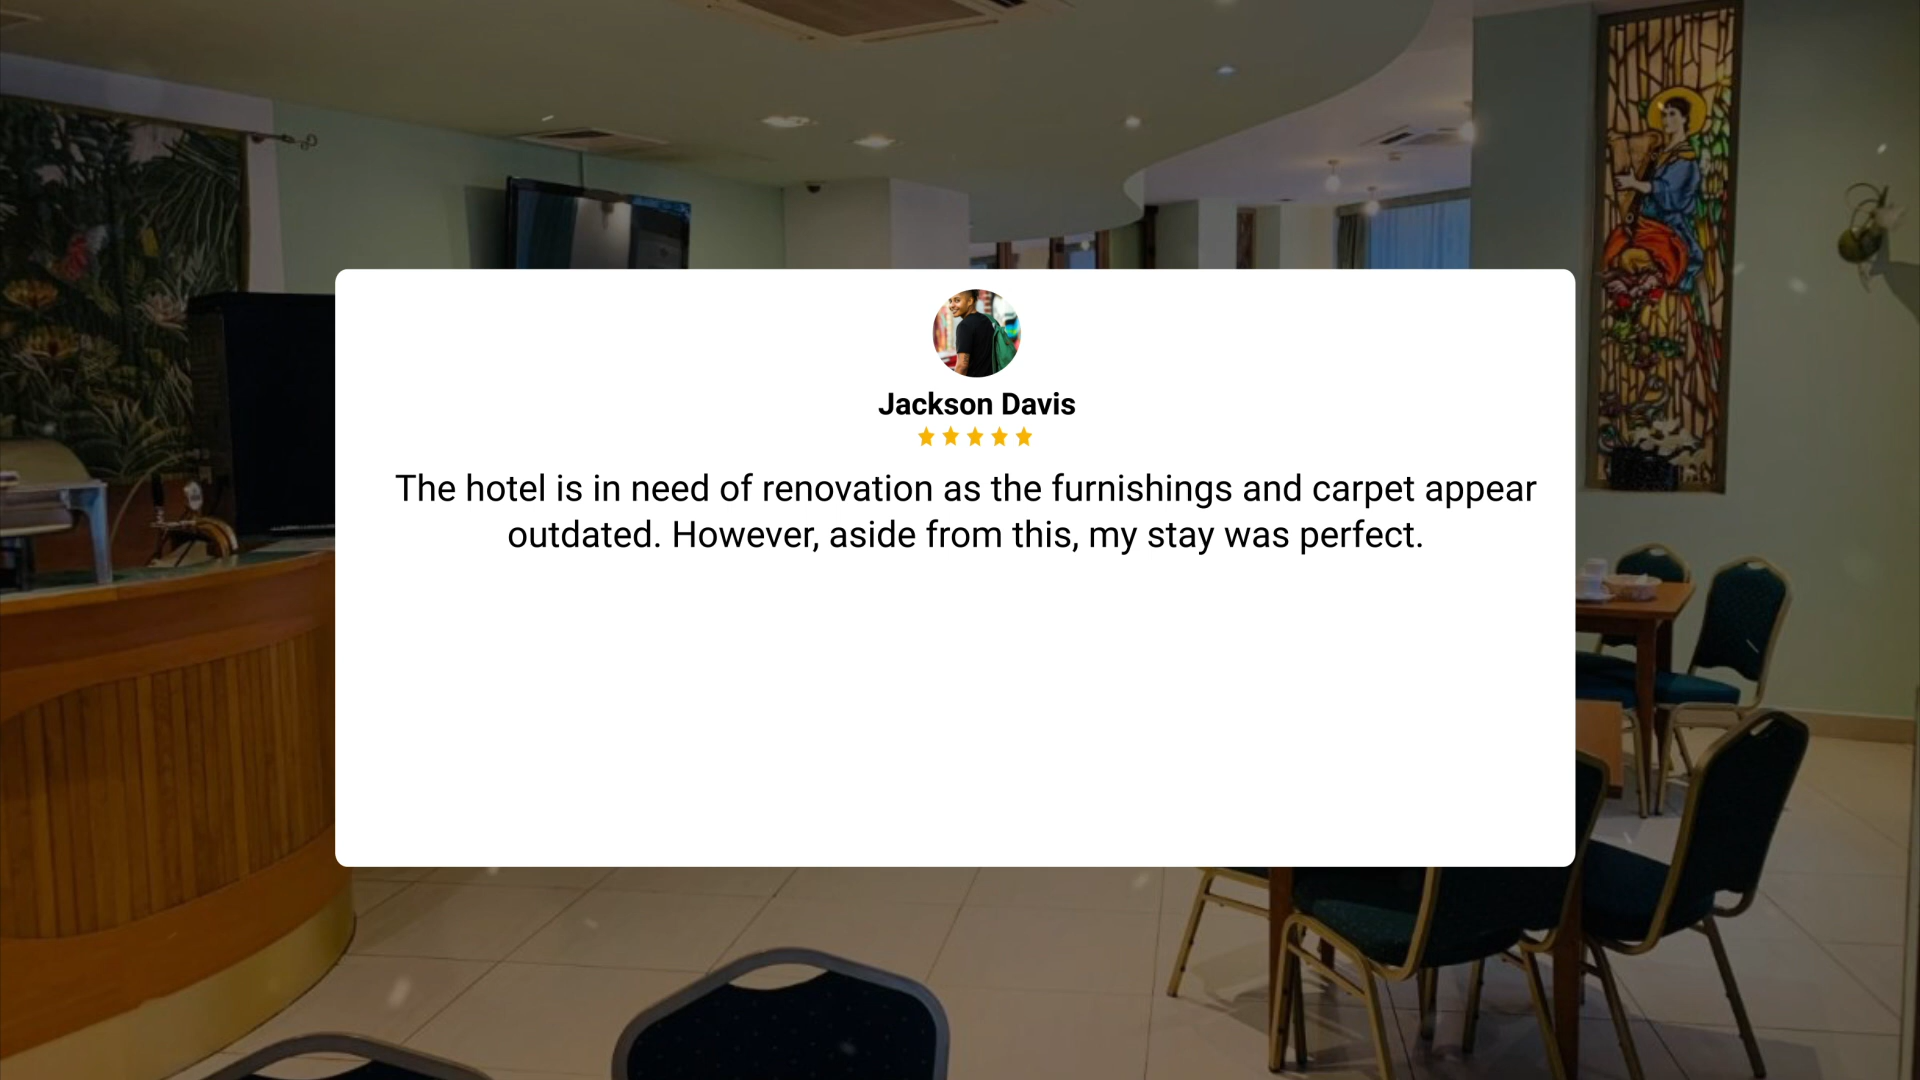 Jackson Davis
The hotel is in need of renovation as the furnishings and carpet appear
outdated. However, aside from this, my stay was perfect.